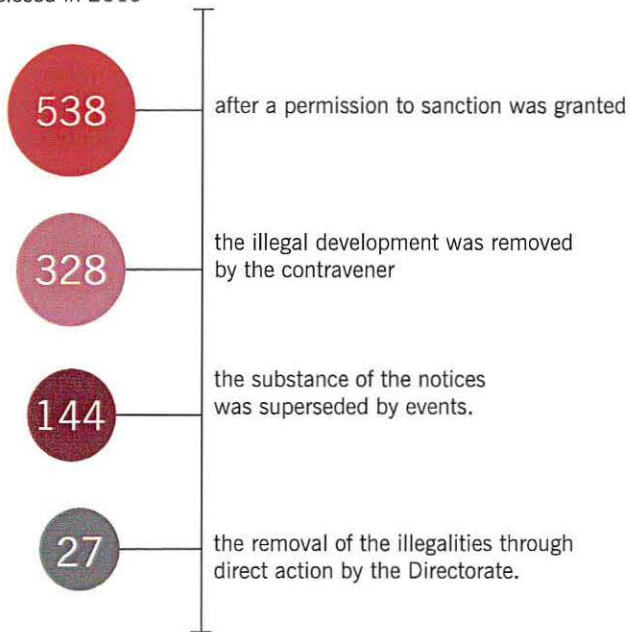 538
after a permission to sanction was granted
328
the illegal development was removed
by the contravener
144
the substance of the notices
was superseded by events.
27
the removal of the illegalities through
direct action by the Directorate.